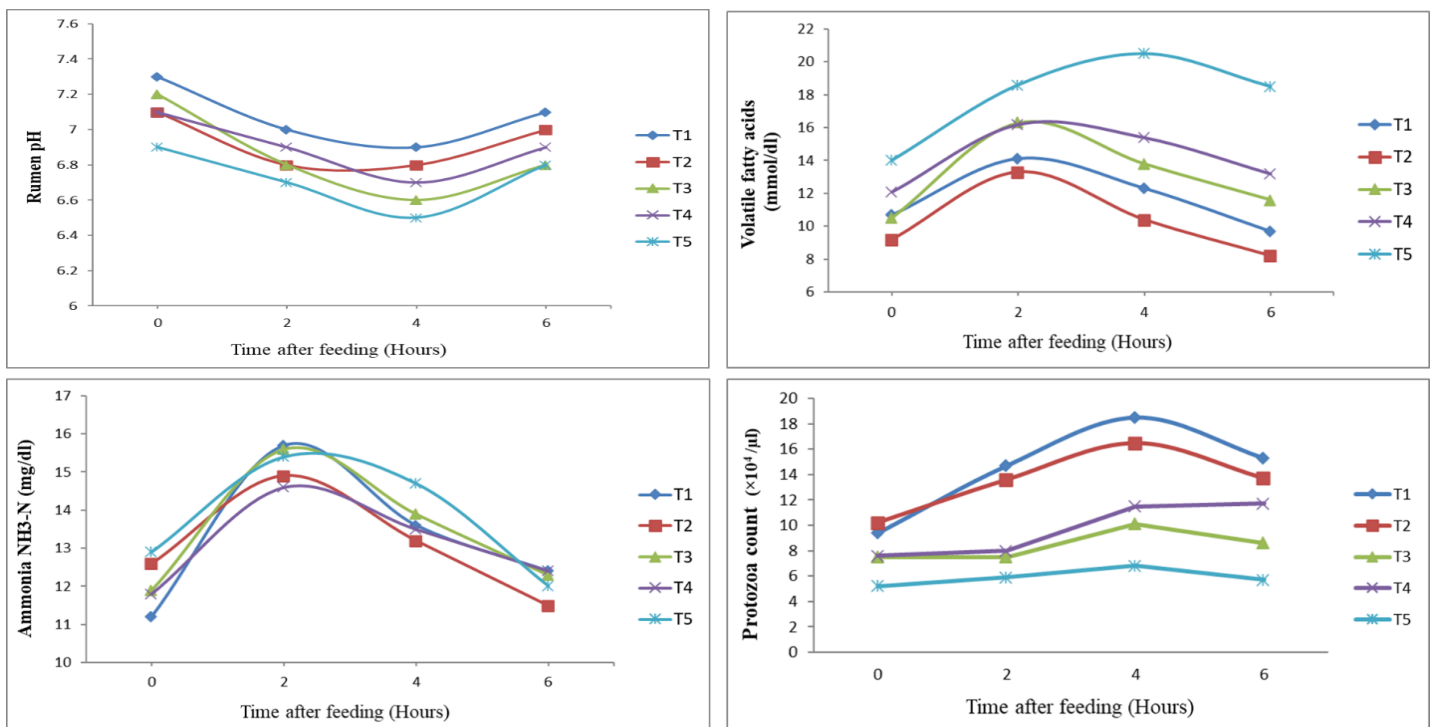 7.6
7.4
7.2
7
6.8
6.6
6.4
6.2
6
Rumen pH
0 2 4 6
Time after feeding (Hours)
T1
T2
T3
T4
T5
22
20
18
16
14
12
10
8
6
Volatile fatty acids
(mmol/dl)
0 2 4 6
Time after feeding (Hours)
T1
T2
T3
T4
T5
17
16
15
14
13
12
11
10
Ammonia NH3-N (mg/dl)
0 2 4 6
Time after feeding (Hours)
T1
T2
T3
T4
T5
20
18
16
14
12
10
8
6
4
2
0
Protozoa count (×10⁴/µl)
0 2 4 6
Time after feeding (Hours)
T1
T2
T3
T4
T5